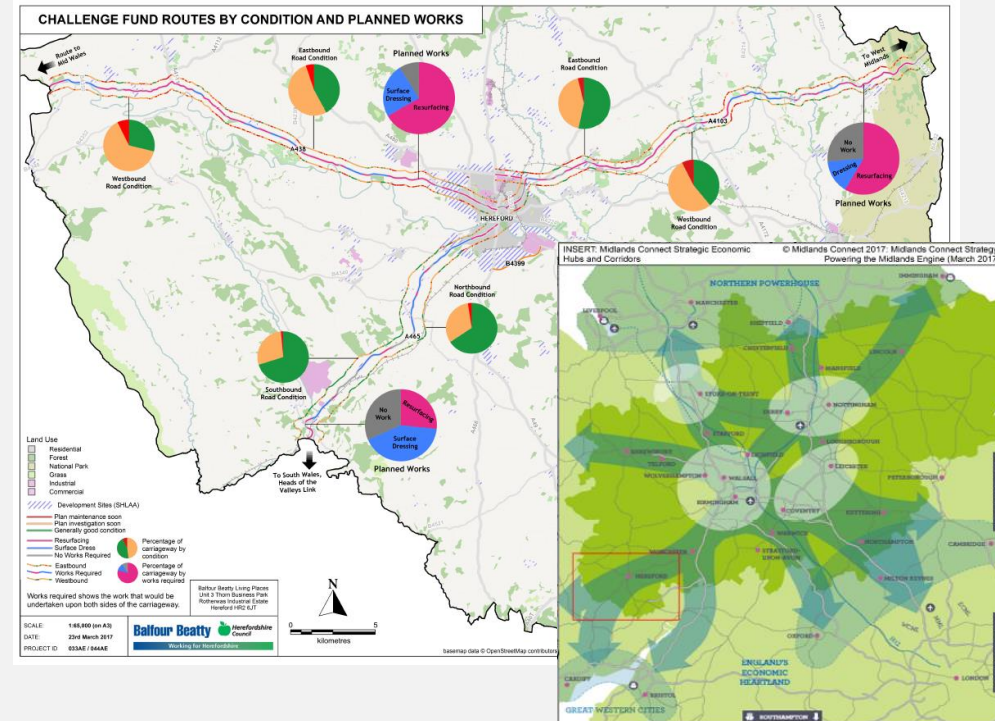 CHALLENGE FUND ROUTES BY CONDITION AND PLANNED WORKS
Route to
Mid Wales
Eastbound
Road Condition
Planned Works
Surface
Dressing
Resurfacing
Eastbound
Road Condition
To West
Midlands
A4103
Westbound
Road Condition
A438
No
Work
Dressing
Resurfacing
Planned Works
Westbound
Road Condition
HEREFORD
B4399
Northbound
Road Condition
A465
Southbound
Road Condition
No
Work
Resurfacing
Surface
Dressing
Planned Works
To South Wales,
Heads of the
Valleys Link
Land Use
Residential
Forest
National Park
Grass
Industrial
Commercial
Development Sites (SHLAA)
Plan maintenance soon
Plan investigation soon
Generally good condition
Resurfacing
Surface Dress
No Works Required
Eastbound
Works Required
Westbound
Percentage of
carriageway by
condition
Percentage of
carriageway by
works required
Works required shows the work that would be
undertaken upon both sides of the carriageway.
Balfour Beatty Living Places
Unit 3 Thorn Business Park
Rotherwas Industrial Estate
Hereford HR2 6JT
N
0 5
kilometres
SCALE: 1:65,000 (on A3)
DATE: 23rd March 2017
PROJECT ID 033AE / 044AE
Balfour Beatty
Herefordshire
Council
Working for Herefordshire
basemap data © OpenStreetMap contributors
INSERT: Midlands Connect Strategic Economic
Hubs and Corridors
© Midlands Connect 2017: Midlands Connect Strategy
Powering the Midlands Engine (March 2017
IMMINGHAM
NORTHERN POWERHOUSE
LIVERPOOL
MANCHESTER
SHEFFIELD
CHESTERFIELD
LINCOLN
MANSFIELD
STOKE-ON-TRENT
DERBY
NOTTINGHAM
STAFFORD
LOUGHBOROUGH
SHREWSBURY
TELFORD
LICHFIELD
LEICESTER
WOLVERHAMPTON
WALSALL
PETERBOROUGH
BIRMINGHAM
COVENTRY
KETTERING
WARWICK
NORTHAMPTON
CAMBRIDGE
WORCESTER
STRATFORD-
UPON-AVON
HEREFORD
MILTON KEYNES
OXFORD
ECML
WCML
HS2
ENGLAND'S
ECONOMIC
HEARTLAND
CARDIFF
LONDON
BRISTOL
GREAT WESTERN CITIES
SOUTHAMPTON